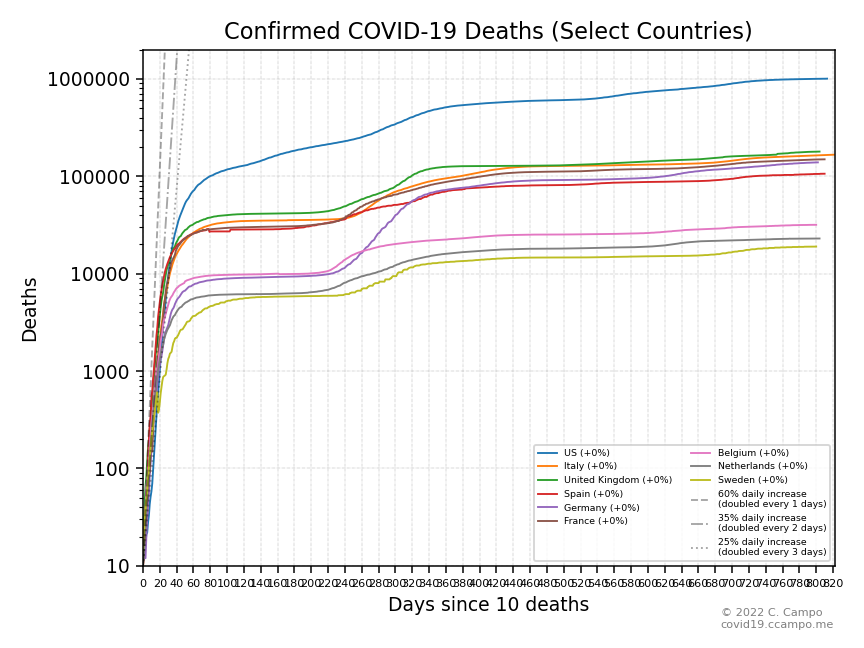 Confirmed COVID-19 Deaths (Select Countries)
1000000
100000
10000
1000
100
10
Deaths
US (+0%)
Italy (+0%)
United Kingdom (+0%)
Spain (+0%)
Germany (+0%)
France (+0%)
Belgium (+0%)
Netherlands (+0%)
Sweden (+0%)
60% daily increase
(doubled every 1 days)
35% daily increase
(doubled every 2 days)
25% daily increase
(doubled every 3 days)
0 20 40 60 80 100 120 140 160 180 200 220 240 260 280 300 320 340 360 380 400 420 440 460 480 500 520 540 560 580 600 620 640 660 680 700 720 740 760 780 800 820
Days since 10 deaths
© 2022 C. Campo
covid19.ccampo.me